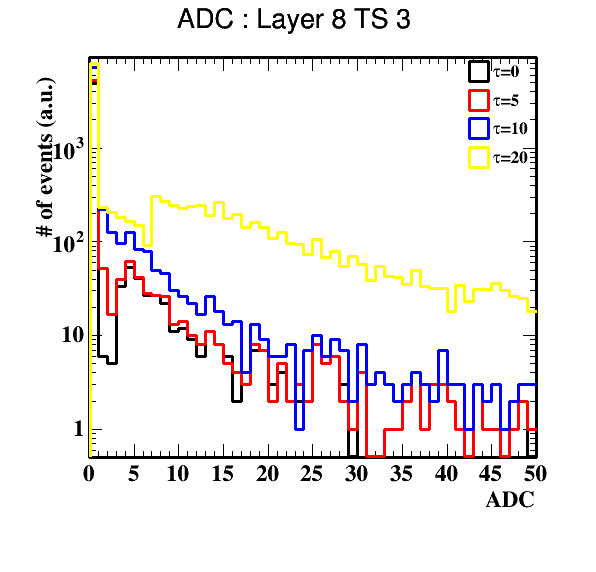 ADC : Layer 8 TS 3
# of events (a.u.)
τ=0
τ=5
τ=10
τ=20
10³
10²
10
1
0 5 10 15 20 25 30 35 40 45 50
ADC